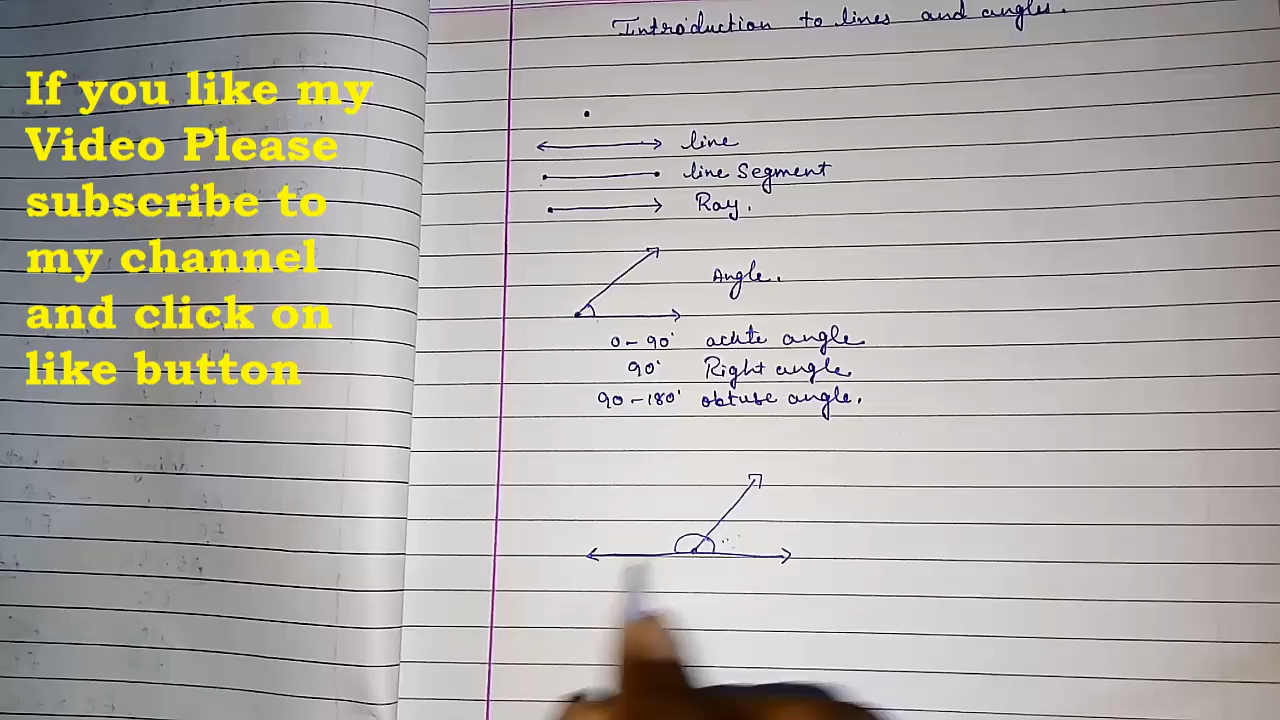 Introduction to lines and angles.
If you like my
Video Please
subscribe to
my channel
and click on
like button
line
line Segment
Ray.
Angle.
0 - 90° acute angle
90° Right angle
90 - 180° obtuse angle.